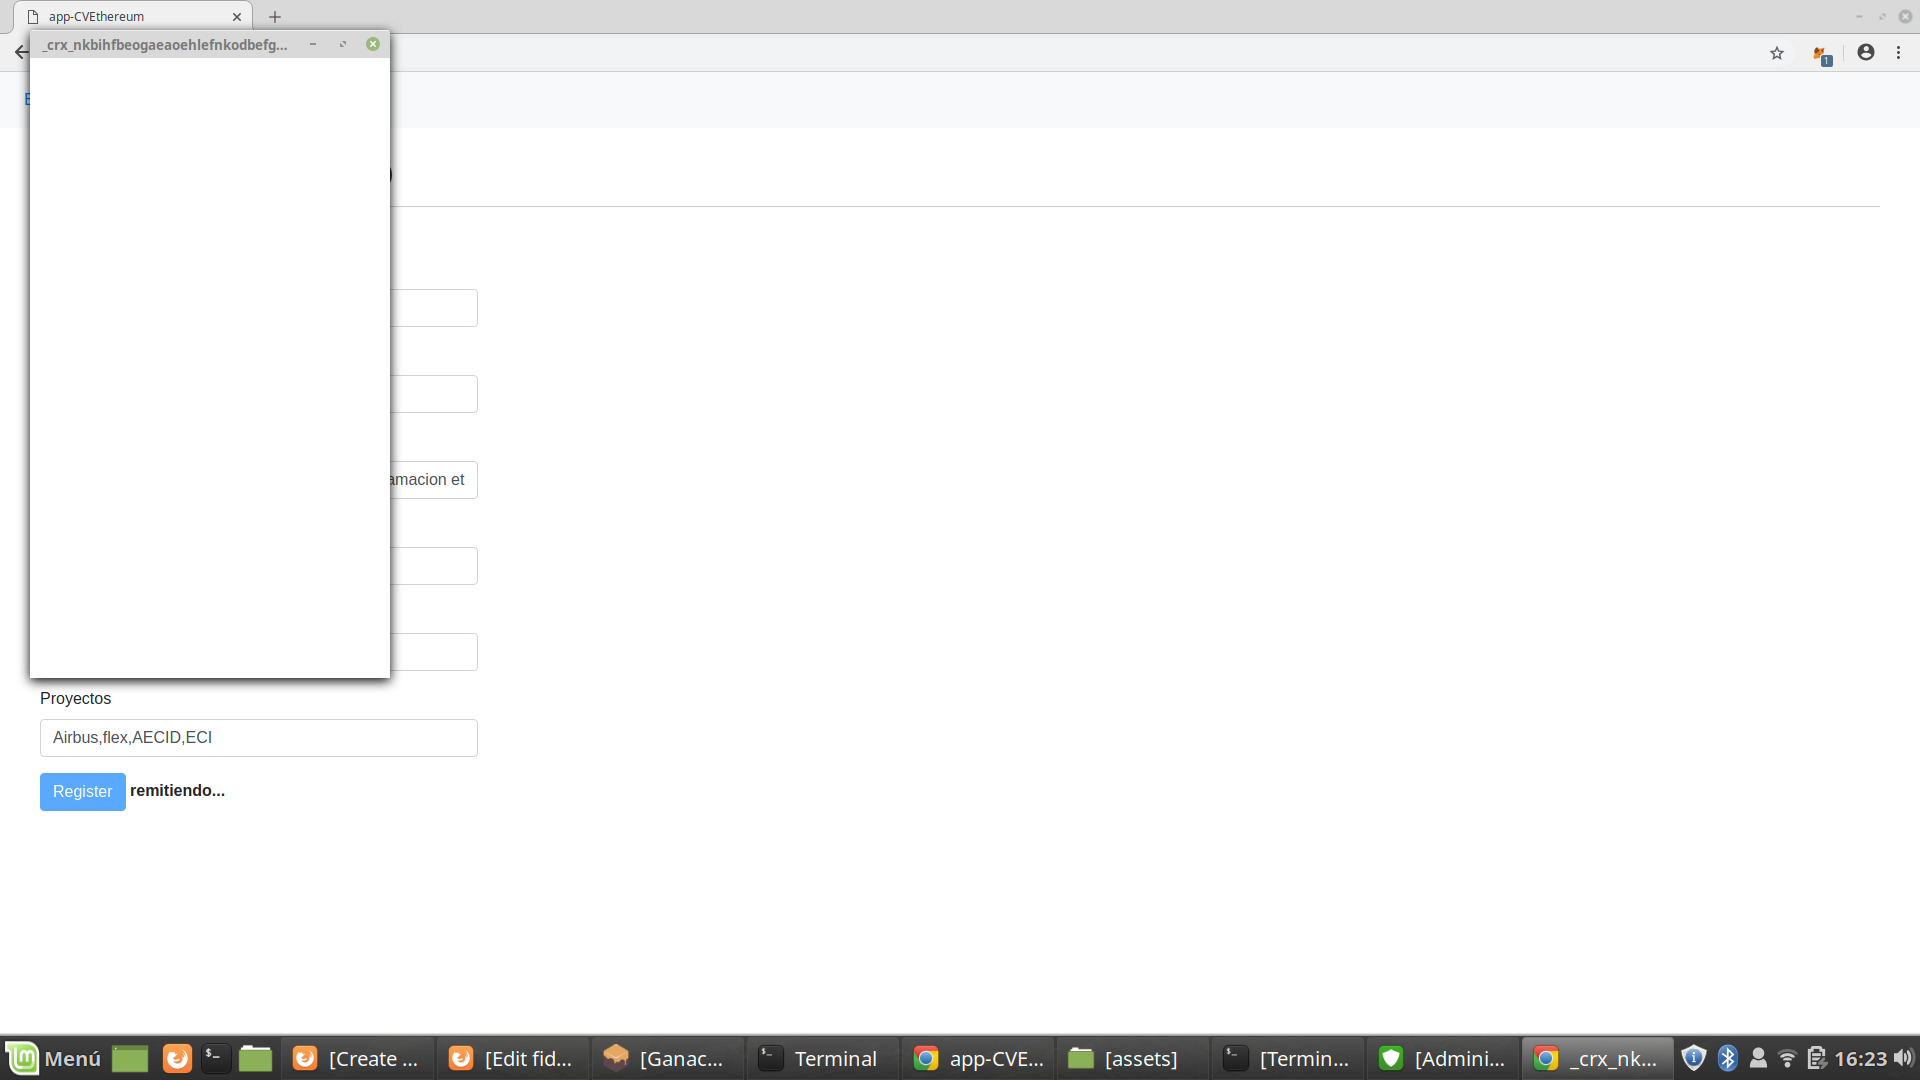 app-CVEthereum
_crx_nkbihfbeogaeaoehlefnkodbefg...
1
amacion et
Proyectos
Airbus,flex,AECID,ECI
Register remitiendo...
Menú [Create ... [Edit fid... [Ganac... Terminal app-CVE... [assets] [Termin... [Admini... _crx_nk... 16:23